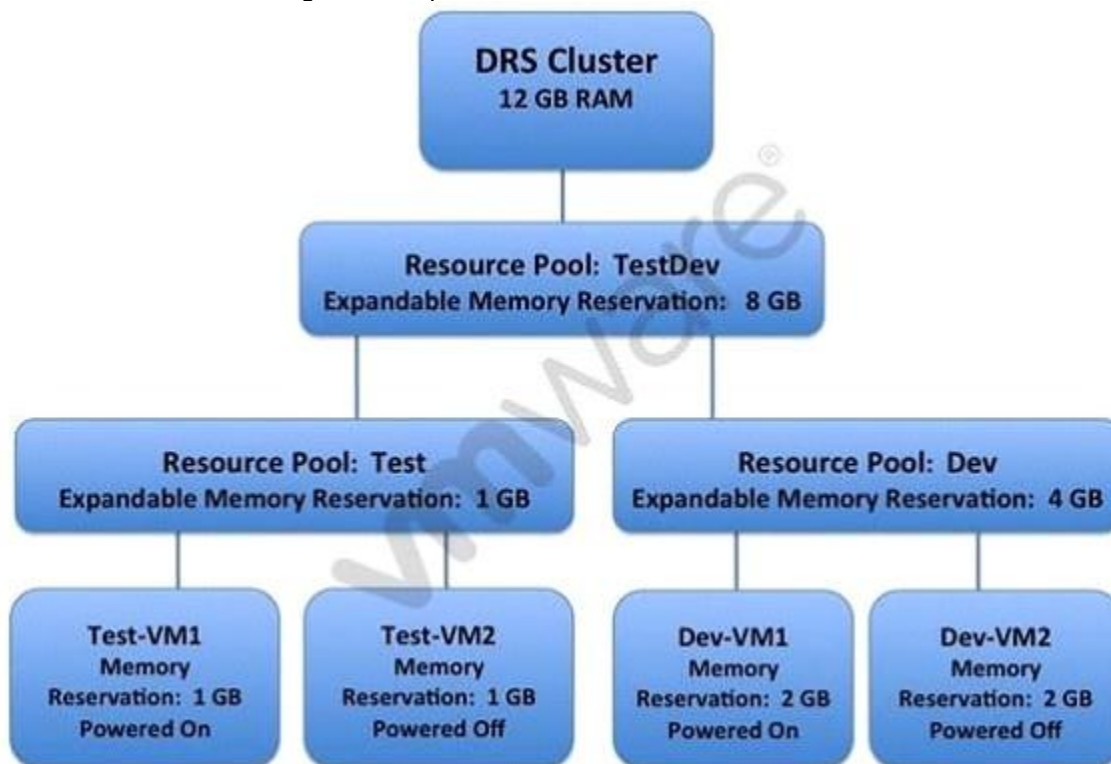 DRS Cluster
12 GB RAM
Resource Pool: TestDev
Expandable Memory Reservation: 8 GB
Resource Pool: Test
Expandable Memory Reservation: 1 GB
Resource Pool: Dev
Expandable Memory Reservation: 4 GB
Test-VM1
Memory
Reservation: 1 GB
Powered On
Test-VM2
Memory
Reservation: 1 GB
Powered Off
Dev-VM1
Memory
Reservation: 2 GB
Powered On
Dev-VM2
Memory
Reservation: 2 GB
Powered Off
vmware®